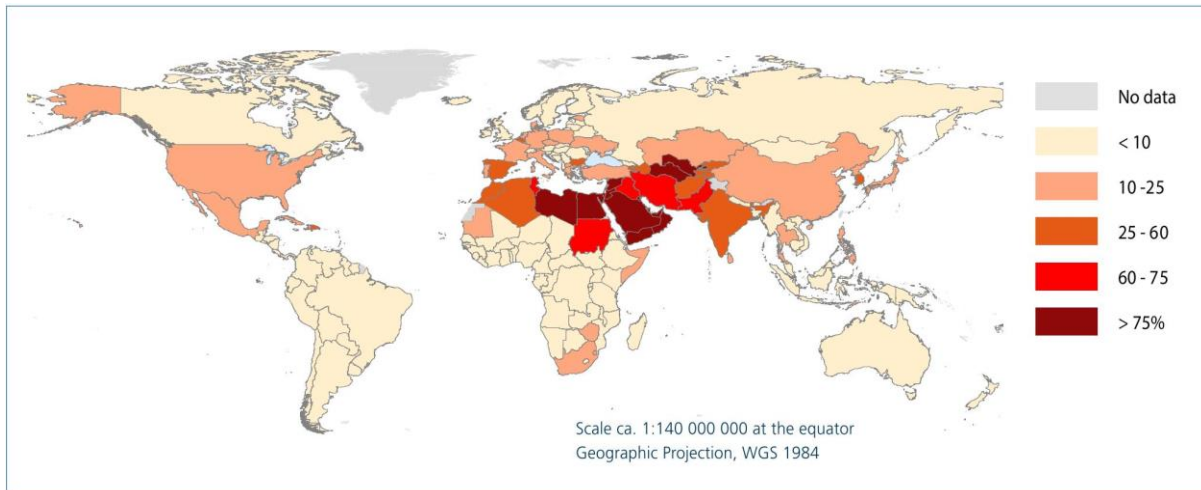 No data
< 10
10 -25
25 - 60
60 - 75
> 75%
Scale ca. 1:140 000 000 at the equator
Geographic Projection, WGS 1984